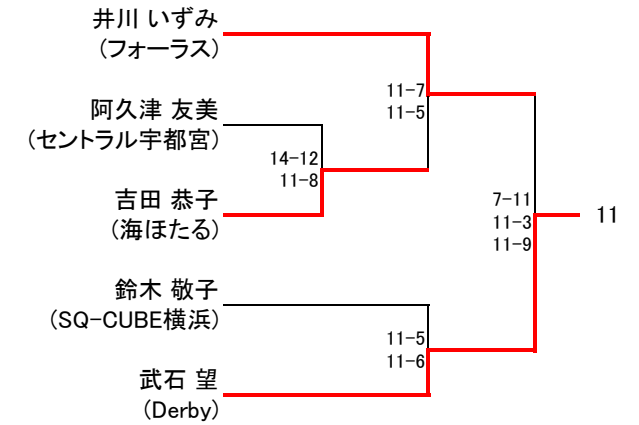 井川 いずみ
(フォーラス)
11-7
11-5
阿久津 友美
(セントラル宇都宮)
14-12
11-8
吉田 恭子
(海ほたる)
7-11
11-3
11-9
11
鈴木 敬子
(SQ-CUBE横浜)
11-5
11-6
武石 望
(Derby)